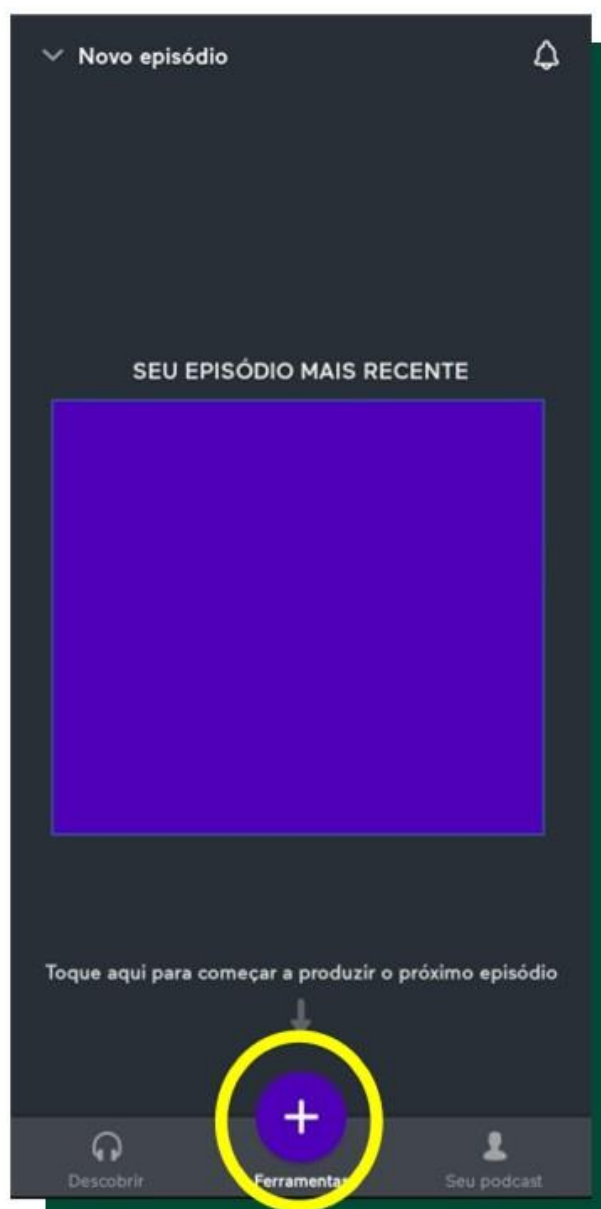 Novo episódio
SEU EPISÓDIO MAIS RECENTE
Toque aqui para começar a produzir o próximo episódio
Descobrir
Ferramentas
Seu podcast